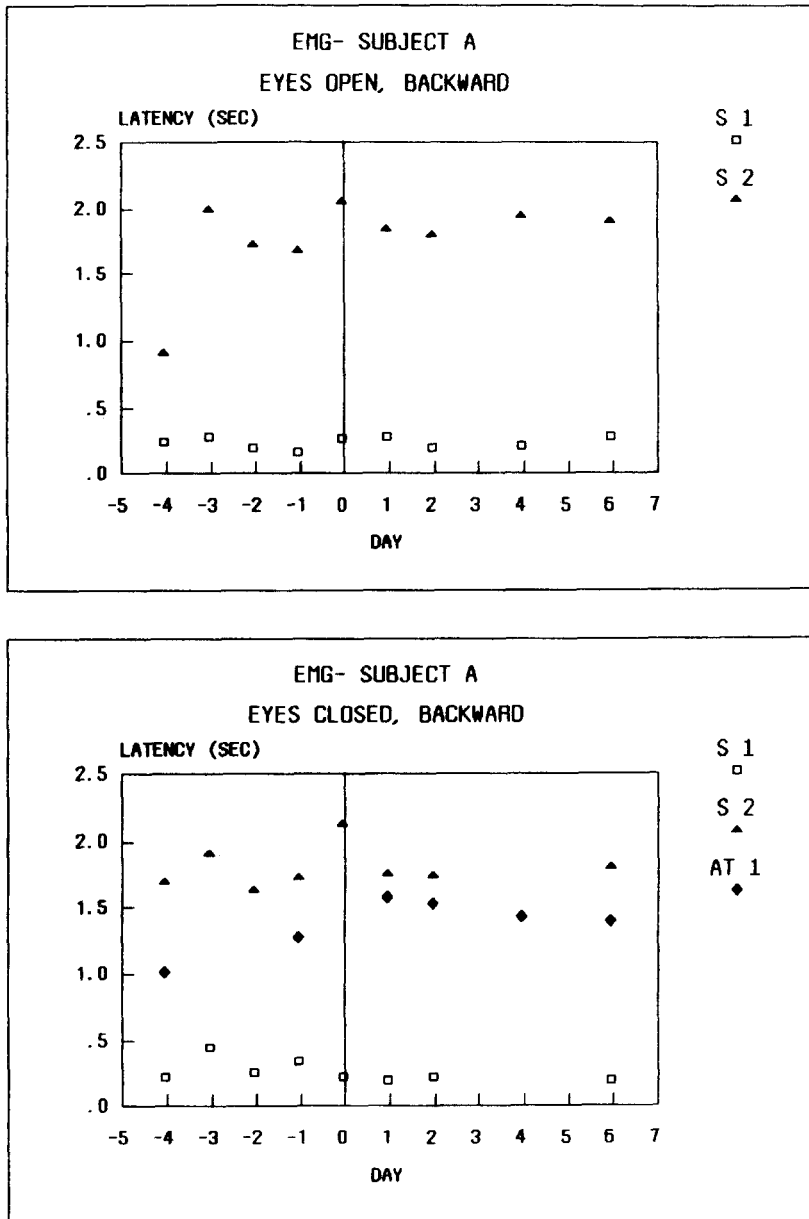 EMG- SUBJECT A
EYES OPEN, BACKWARD
LATENCY (SEC)
S 1
S 2
2.5
2.0
1.5
1.0
.5
.0
-5 -4 -3 -2 -1 0 1 2 3 4 5 6 7
DAY
EMG- SUBJECT A
EYES CLOSED, BACKWARD
LATENCY (SEC)
S 1
S 2
AT 1
2.5
2.0
1.5
1.0
.5
.0
-5 -4 -3 -2 -1 0 1 2 3 4 5 6 7
DAY